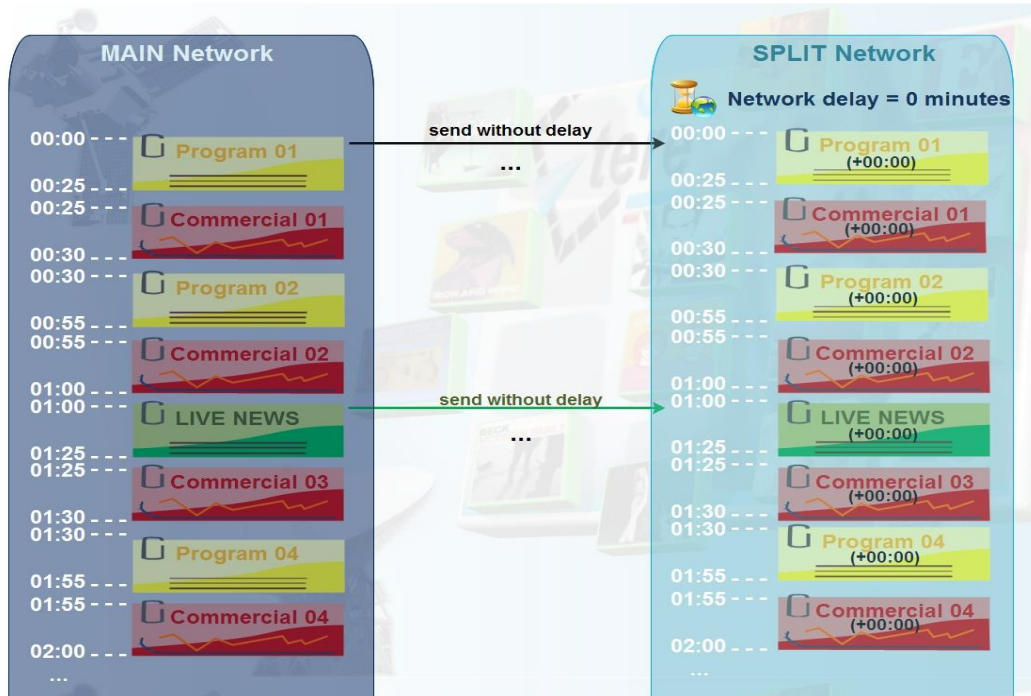 MAIN Network
00:00
Program 01
00:25
00:25
Commercial 01
00:30
00:30
Program 02
00:55
00:55
Commercial 02
01:00
01:00
LIVE NEWS
01:25
01:25
Commercial 03
01:30
01:30
Program 04
01:55
01:55
Commercial 04
02:00
...
send without delay
...
send without delay
...
SPLIT Network
Network delay = 0 minutes
00:00
Program 01
(+00:00)
00:25
00:25
Commercial 01
(+00:00)
00:30
00:30
Program 02
(+00:00)
00:55
00:55
Commercial 02
(+00:00)
01:00
01:00
LIVE NEWS
(+00:00)
01:25
01:25
Commercial 03
(+00:00)
01:30
01:30
Program 04
(+00:00)
01:55
01:55
Commercial 04
(+00:00)
02:00
...